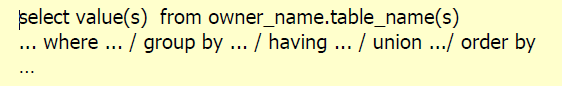 select value(s)  from owner_name.table_name(s)
... where ... / group by ... / having ... / union .../ order by
...